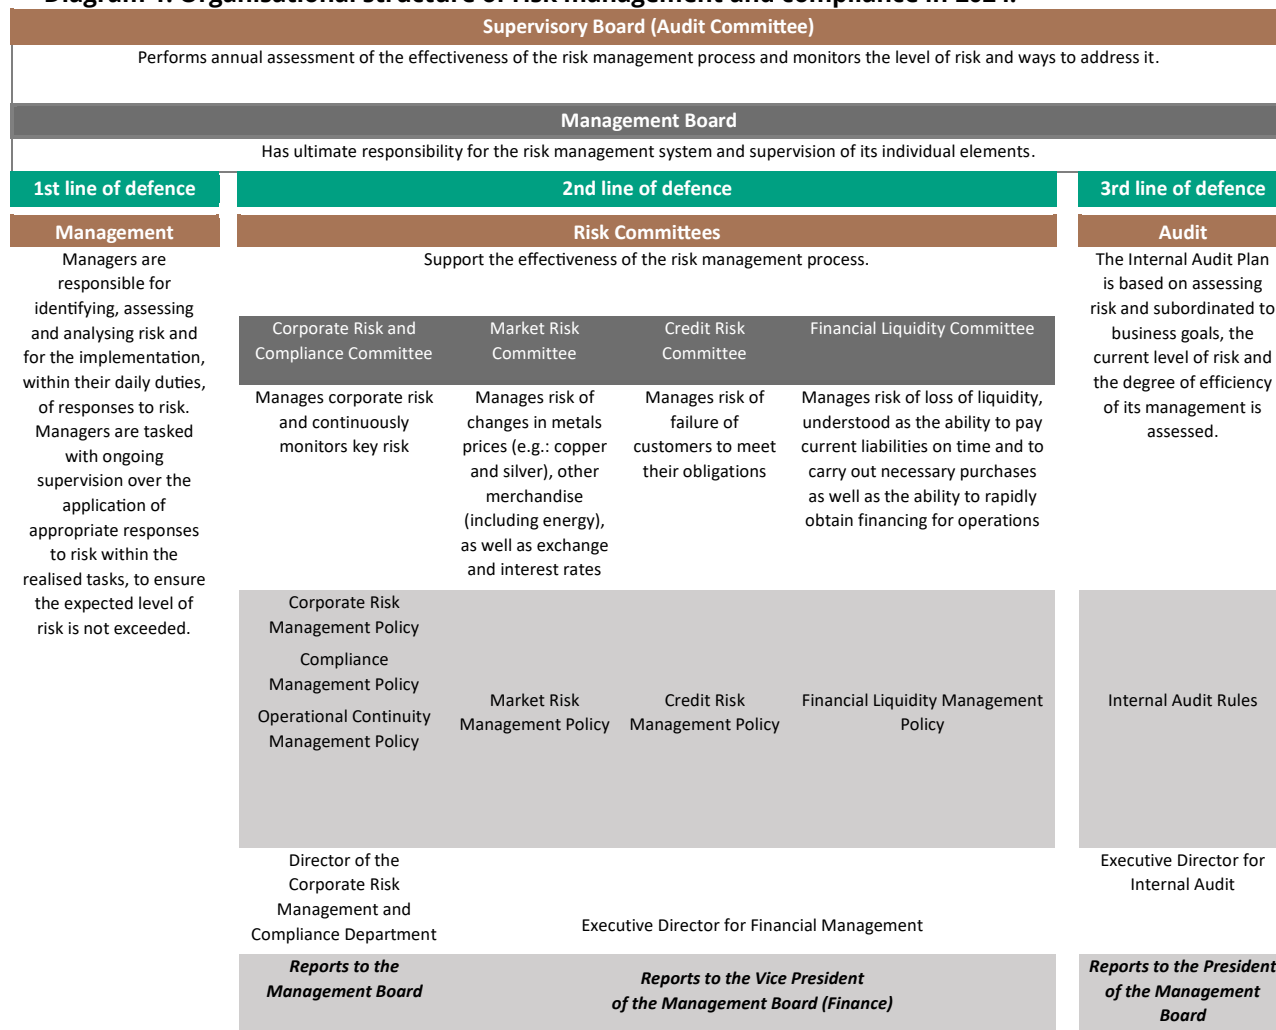 Organisational structure of risk management and compliance in 2024.
Supervisory Board (Audit Committee)
Performs annual assessment of the effectiveness of the risk management process and monitors the level of risk and ways to address it.
Management Board
Has ultimate responsibility for the risk management system and supervision of its individual elements.
1st line of defence
Management
Managers are
responsible for
identifying, assessing
and analysing risk and
for the implementation,
within their daily duties,
of responses to risk.
Managers are tasked
with ongoing
supervision over the
application of
appropriate responses
to risk within the
realised tasks, to ensure
the expected level of
risk is not exceeded.
2nd line of defence
Risk Committees
Support the effectiveness of the risk management process.
Corporate Risk and
Compliance Committee
Market Risk
Committee
Credit Risk
Committee
Financial Liquidity Committee
Manages corporate risk
and continuously
monitors key risk
Manages risk of
changes in metals
prices (e.g.: copper
and silver), other
merchandise
(including energy),
as well as exchange
and interest rates
Manages risk of
failure of
customers to meet
their obligations
Manages risk of loss of liquidity,
understood as the ability to pay
current liabilities on time and to
carry out necessary purchases
as well as the ability to rapidly
obtain financing for operations
Corporate Risk
Management Policy
Compliance
Management Policy
Operational Continuity
Management Policy
Market Risk
Management Policy
Credit Risk
Management Policy
Financial Liquidity Management
Policy
Director of the
Corporate Risk
Management and
Compliance Department
Executive Director for Financial Management
Reports to the
Management Board
Reports to the Vice President
of the Management Board (Finance)
3rd line of defence
Audit
The Internal Audit Plan
is based on assessing
risk and subordinated to
business goals, the
current level of risk and
the degree of efficiency
of its management is
assessed.
Internal Audit Rules
Executive Director for
Internal Audit
Reports to the President
of the Management
Board